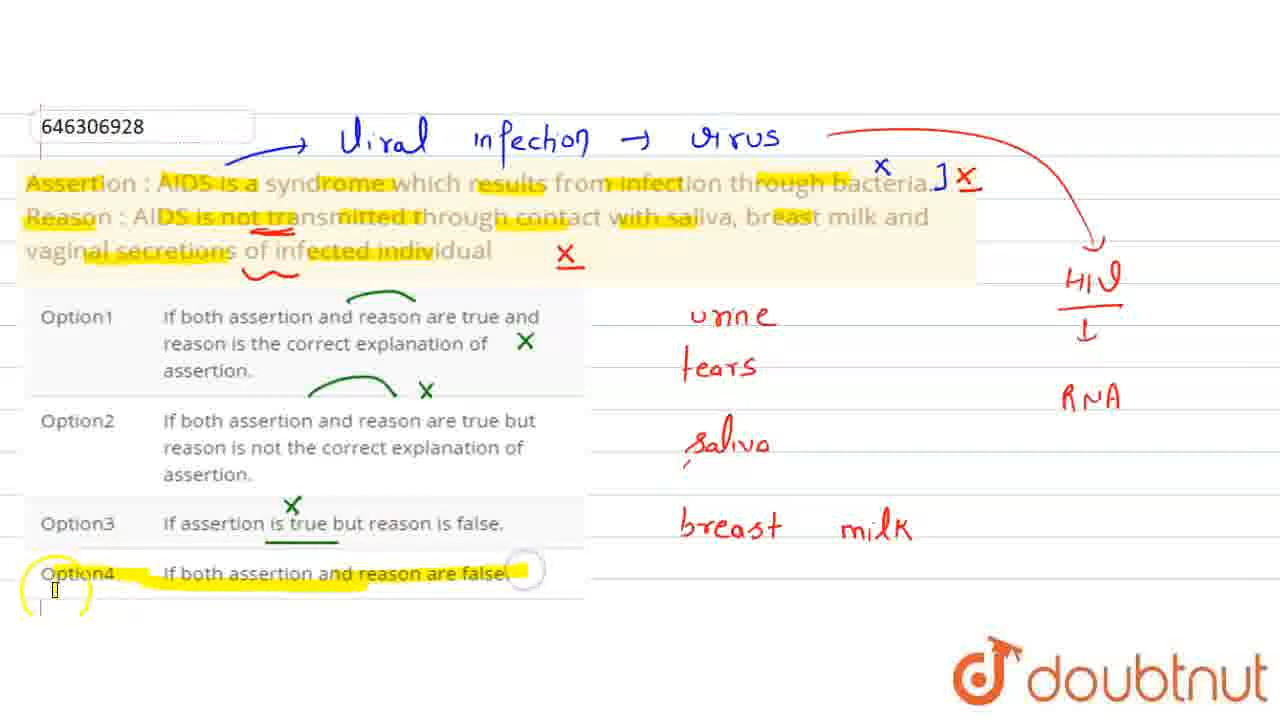 646306928
Viral infection → virus
x
Assertion : AIDS is a syndrome which results from infection through bacteria. ] x
Reason : AIDS is not transmitted through contact with saliva, breast milk and
vaginal secretions of infected individual x
HIV
↓
RNA
Option1 If both assertion and reason are true and
reason is the correct explanation of x
assertion.
x
Option2 If both assertion and reason are true but
reason is not the correct explanation of
assertion.
x
Option3 If assertion is true but reason is false.
Option4 If both assertion and reason are false.
urine
tears
saliva
breast milk
doubtnut